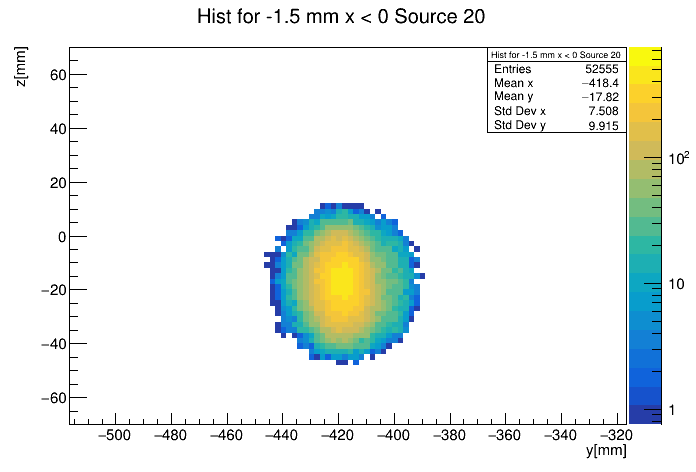 Hist for -1.5 mm x < 0 Source 20
z[mm]
Hist for -1.5 mm x < 0 Source 20
Entries 52555
Mean x −418.4
Mean y −17.82
Std Dev x 7.508
Std Dev y 9.915
60
40
20
0
−20
−40
−60
10²
10
1
−500 −480 −460 −440 −420 −400 −380 −360 −340 −320
y[mm]